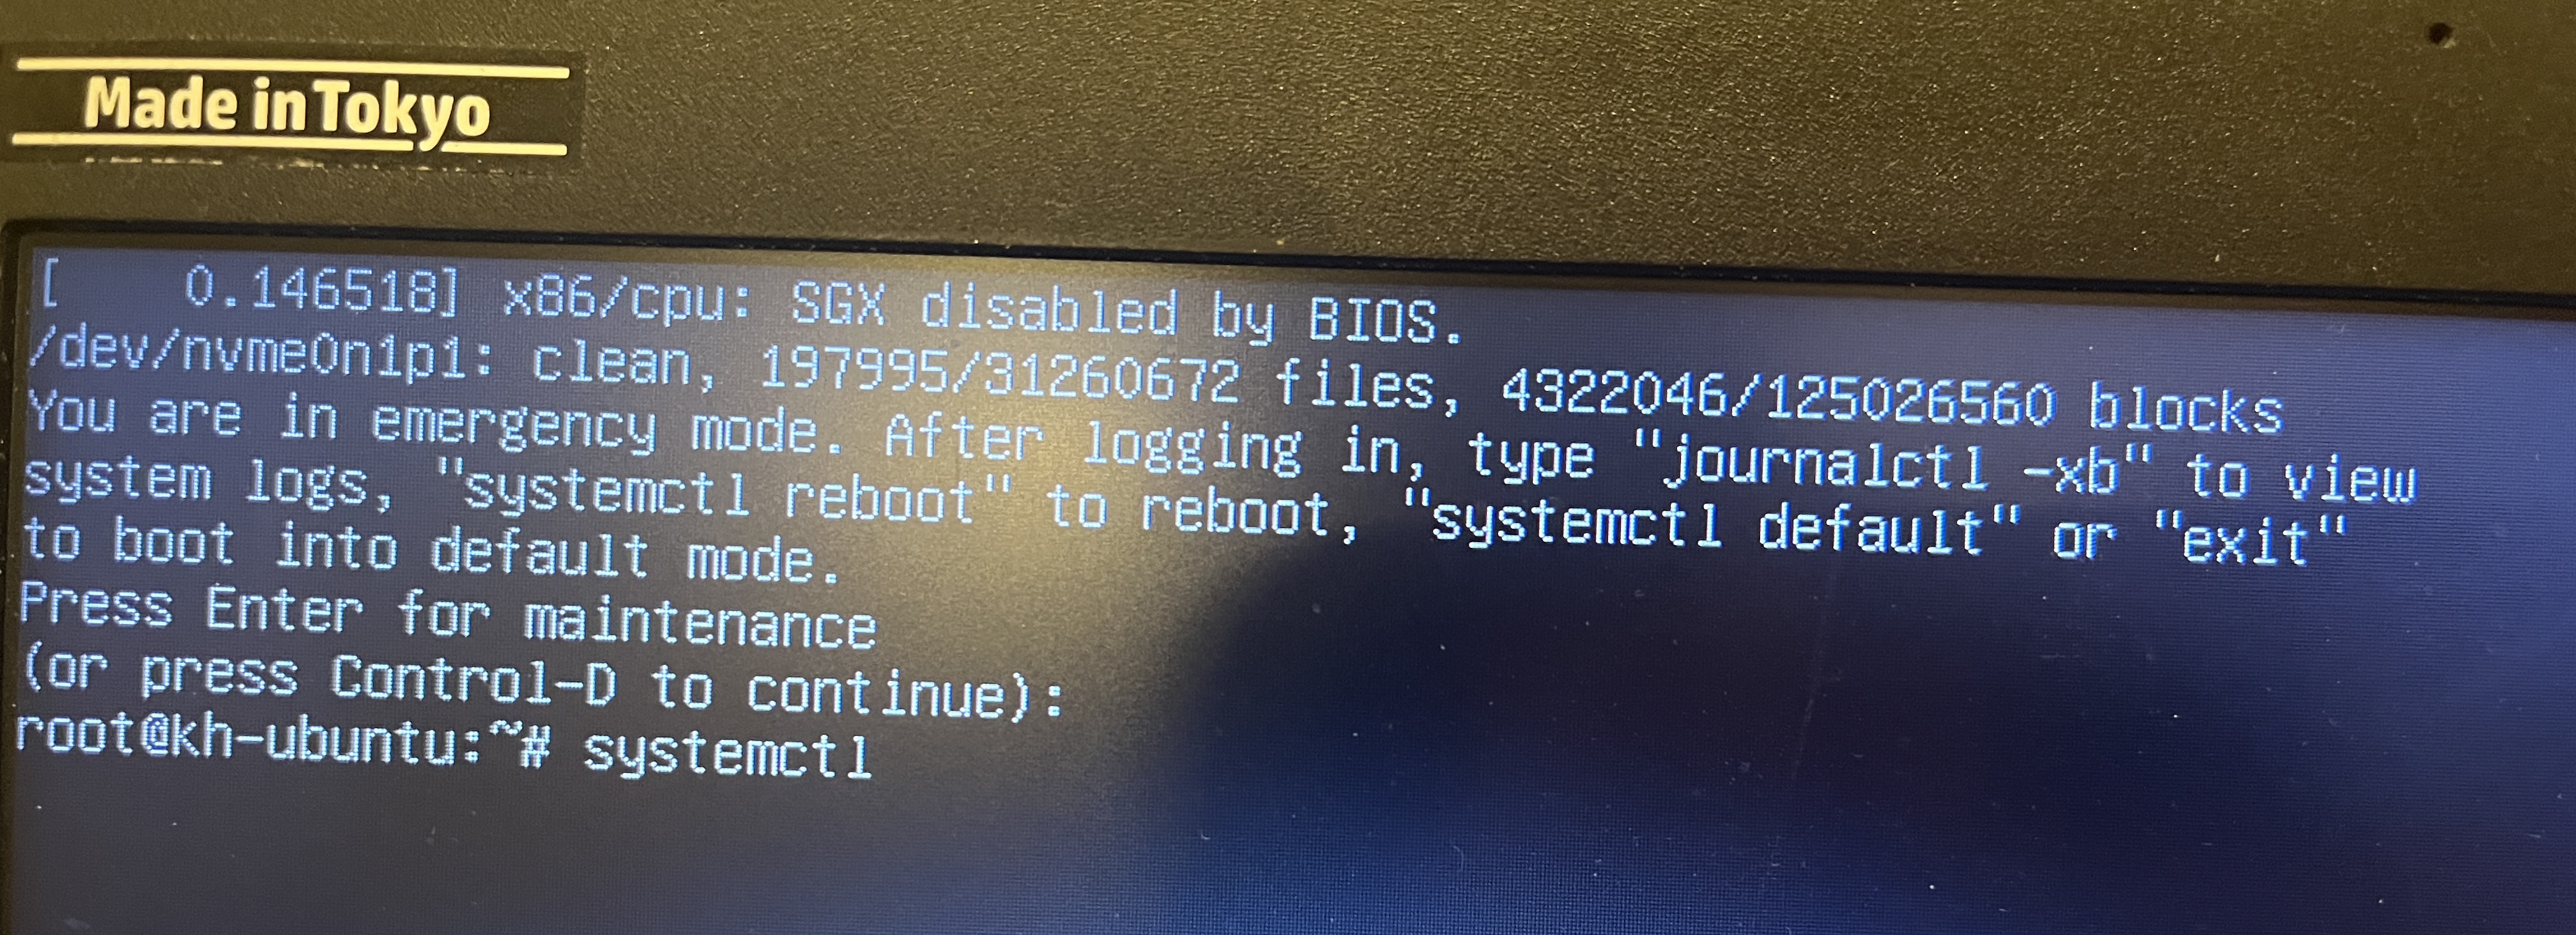 Made in Tokyo
[    0.146518] x86/cpu: SGX disabled by BIOS.
/dev/nvme0n1p1: clean, 197995/31260672 files, 4322046/125026560 blocks
You are in emergency mode. After logging in, type "journalctl -xb" to view
system logs, "systemctl reboot" to reboot, "systemctl default" or "exit"
to boot into default mode.
Press Enter for maintenance
(or press Control-D to continue):
root@kh-ubuntu:~# systemctl